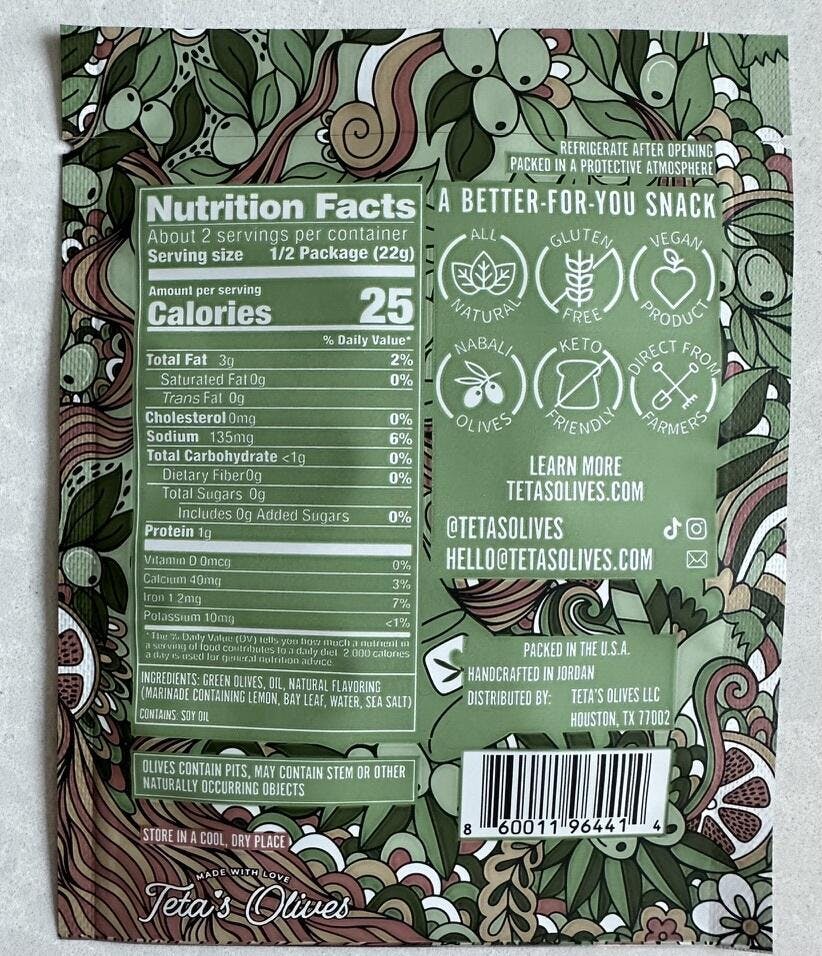 REFRIGERATE AFTER OPENING
PACKED IN A PROTECTIVE ATMOSPHERE
Nutrition Facts
About 2 servings per container
Serving size 1/2 Package (22g)
Amount per serving
Calories 25
% Daily Value*
Total Fat 3g 2%
Saturated Fat 0g 0%
Trans Fat 0g
Cholesterol 0mg 0%
Sodium 135mg 6%
Total Carbohydrate <1g 0%
Dietary Fiber 0g 0%
Total Sugars 0g
Includes 0g Added Sugars 0%
Protein 1g
Vitamin D 0mcg 0%
Calcium 40mg 3%
Iron 1.2mg 7%
Potassium 10mg <1%
*The % Daily Value (DV) tells you how much a nutrient in
a serving of food contributes to a daily diet. 2,000 calories
a day is used for general nutrition advice.
INGREDIENTS: GREEN OLIVES, OIL, NATURAL FLAVORING
(MARINADE CONTAINING LEMON, BAY LEAF, WATER, SEA SALT)
CONTAINS: SOY OIL
OLIVES CONTAIN PITS, MAY CONTAIN STEM OR OTHER
NATURALLY OCCURRING OBJECTS
STORE IN A COOL, DRY PLACE
MADE WITH LOVE
Teta's Olives
A BETTER-FOR-YOU SNACK
ALL NATURAL
GLUTEN FREE
VEGAN PRODUCT
NABALI OLIVES
KETO FRIENDLY
DIRECT FROM FARMERS
LEARN MORE
TETASOLIVES.COM
@TETASOLIVES
HELLO@TETASOLIVES.COM
PACKED IN THE U.S.A.
HANDCRAFTED IN JORDAN
DISTRIBUTED BY: TETA'S OLIVES LLC
HOUSTON, TX 77002
8 60011 96441 4